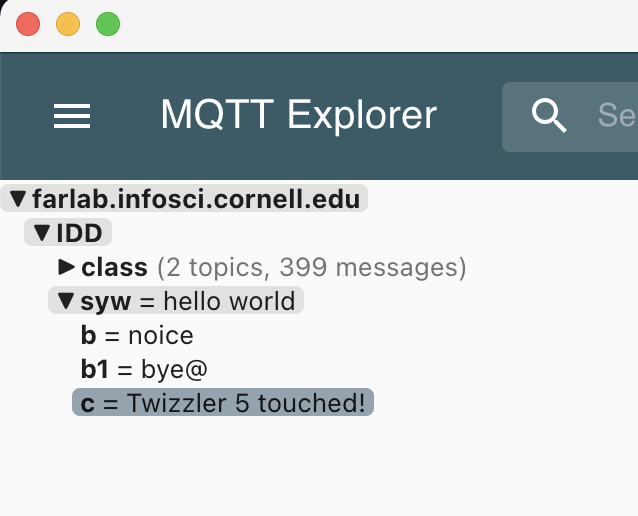 MQTT Explorer
farlab.infosci.cornell.edu
IDD
class (2 topics, 399 messages)
syw = hello world
b = noice
b1 = bye@
c = Twizzler 5 touched!